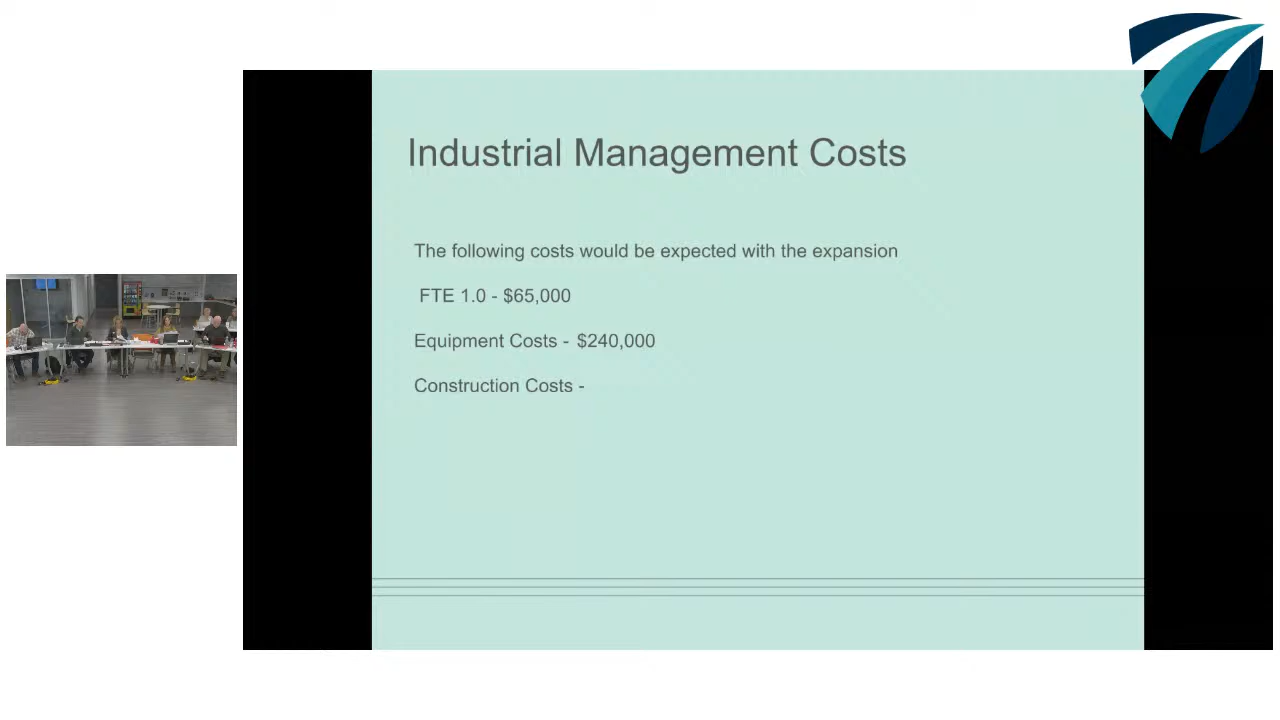 Industrial Management Costs
The following costs would be expected with the expansion
FTE 1.0 - $65,000
Equipment Costs - $240,000
Construction Costs -